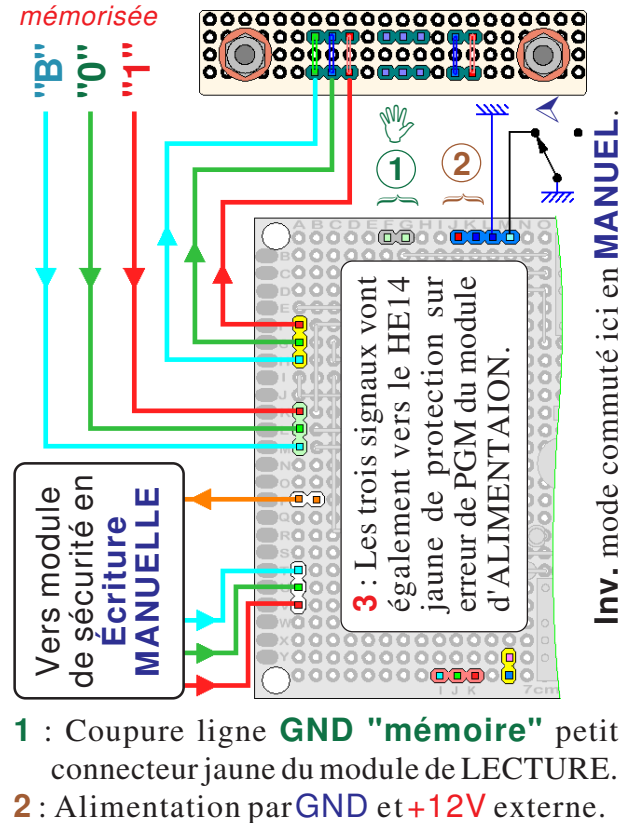 mémorisée
"B"
"0"
"1"
1
2
A B C D E F G H I J K L M N O
B
C
D
E
I
J
M
N
O
Q
R
S
W
X
Y
I J K
7cm
Vers module
de sécurité en
Écriture
MANUELLE
3 : Les trois signaux vont
également vers le HE14
jaune de protection sur
erreur de PGM du module
d'ALIMENTAION.
Inv. mode commuté ici en MANUEL.
1 : Coupure ligne GND "mémoire" petit
connecteur jaune du module de LECTURE.
2 : Alimentation par GND et +12V externe.